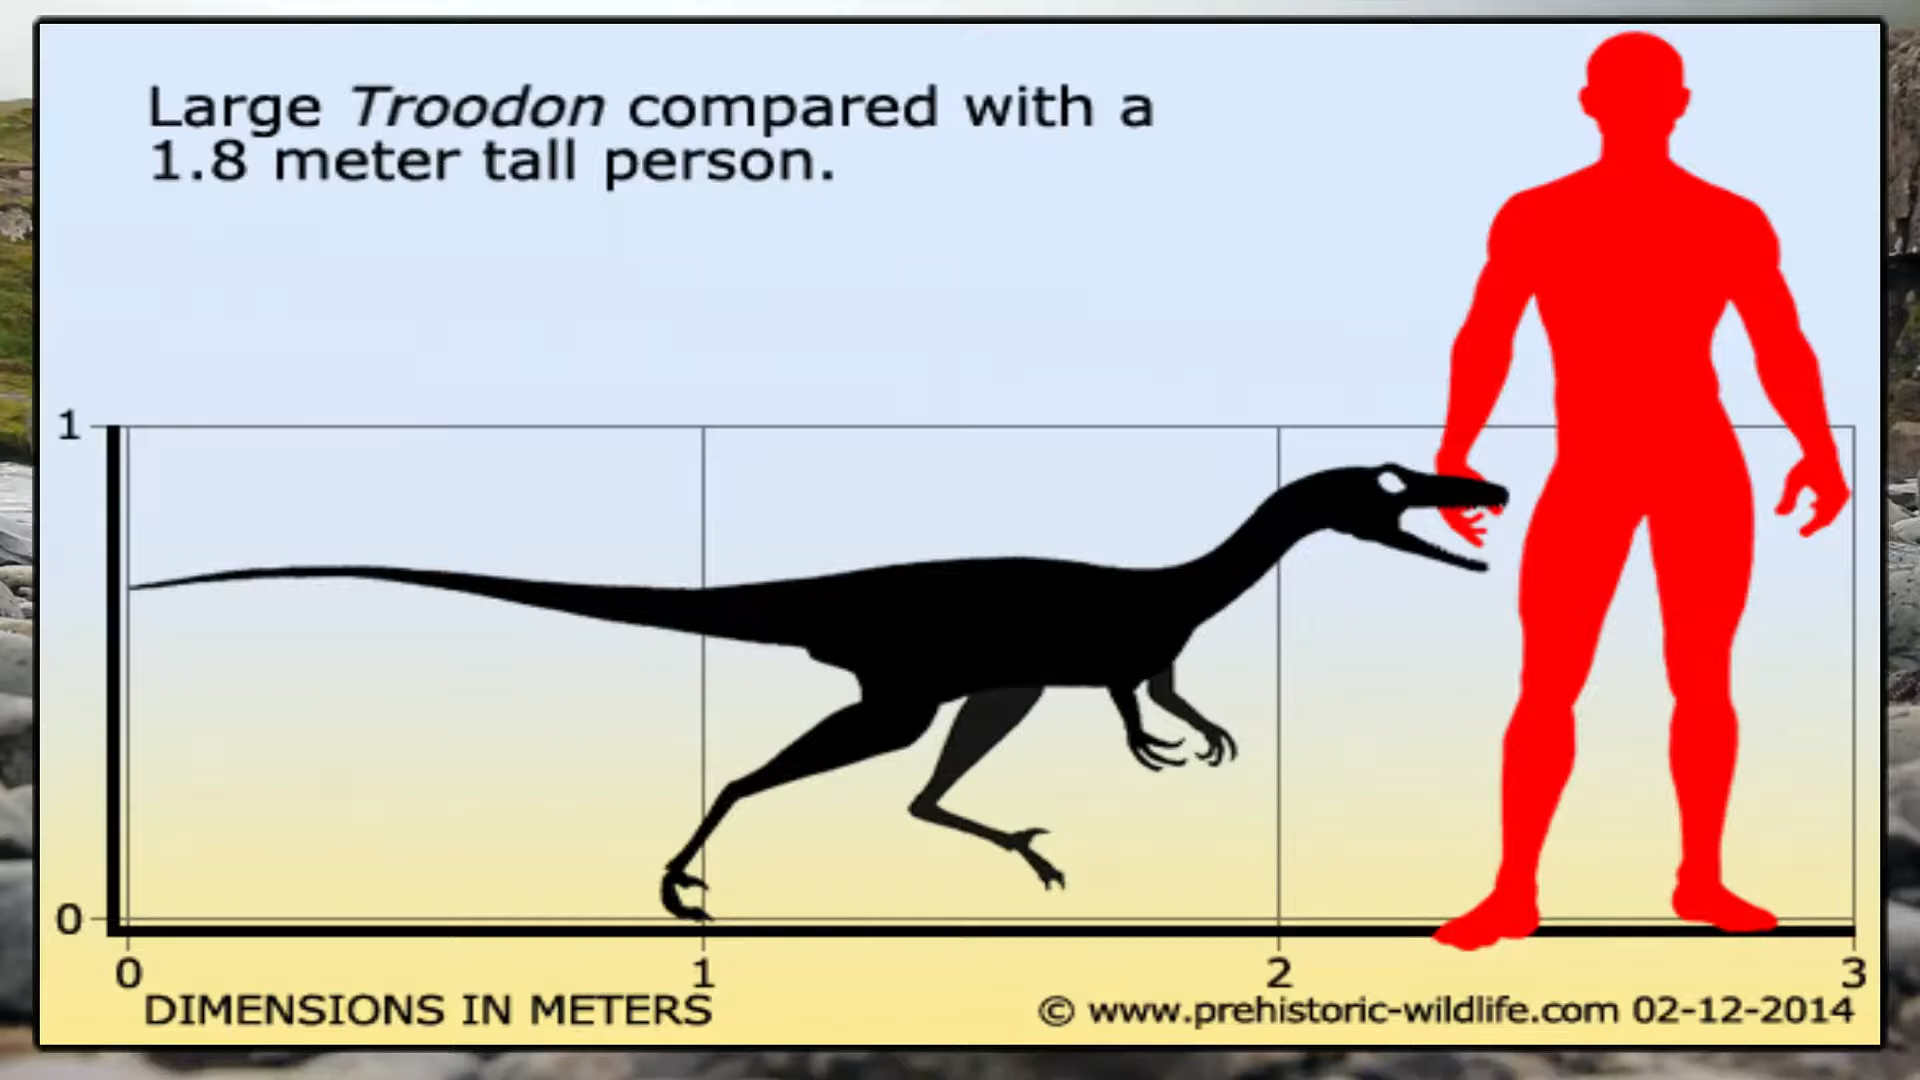 Large Troodon compared with a
1.8 meter tall person.
1
0
0 1 2 3
DIMENSIONS IN METERS © www.prehistoric-wildlife.com 02-12-2014